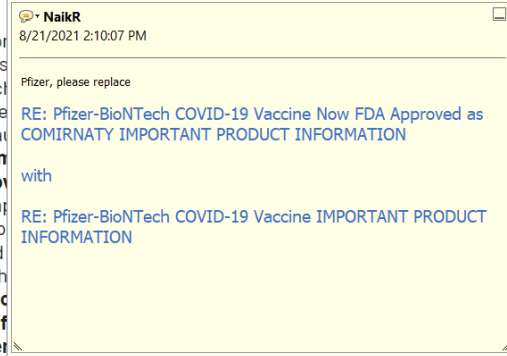 NaikR
8/21/2021 2:10:07 PM
Pfizer, please replace
RE: Pfizer-BioNTech COVID-19 Vaccine Now FDA Approved as
COMIRNATY IMPORTANT PRODUCT INFORMATION
with
RE: Pfizer-BioNTech COVID-19 Vaccine IMPORTANT PRODUCT
INFORMATION